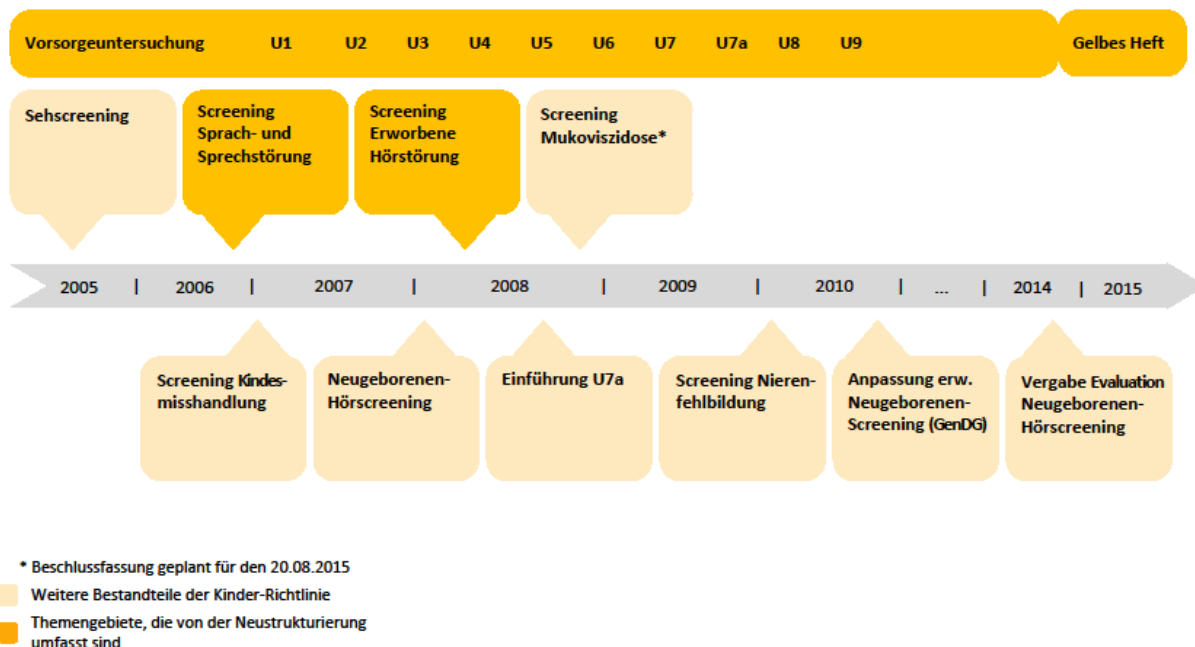 Vorsorgeuntersuchung U1 U2 U3 U4 U5 U6 U7 U7a U8 U9 Gelbes Heft
Sehscreening
Screening
Sprach- und
Sprechstörung
Screening
Erworbene
Hörstörung
Screening
Mukoviszidose*
2005 | 2006 | 2007 | 2008 | 2009 | 2010 | ... | 2014 | 2015
Screening Kindes-
misshandlung
Neugeborenen-
Hörscreening
Einführung U7a
Screening Nieren-
fehlbildung
Anpassung erw.
Neugeborenen-
Screening (GenDG)
Vergabe Evaluation
Neugeborenen-
Hörscreening
* Beschlussfassung geplant für den 20.08.2015
Weitere Bestandteile der Kinder-Richtlinie
Themengebiete, die von der Neustrukturierung
umfasst sind